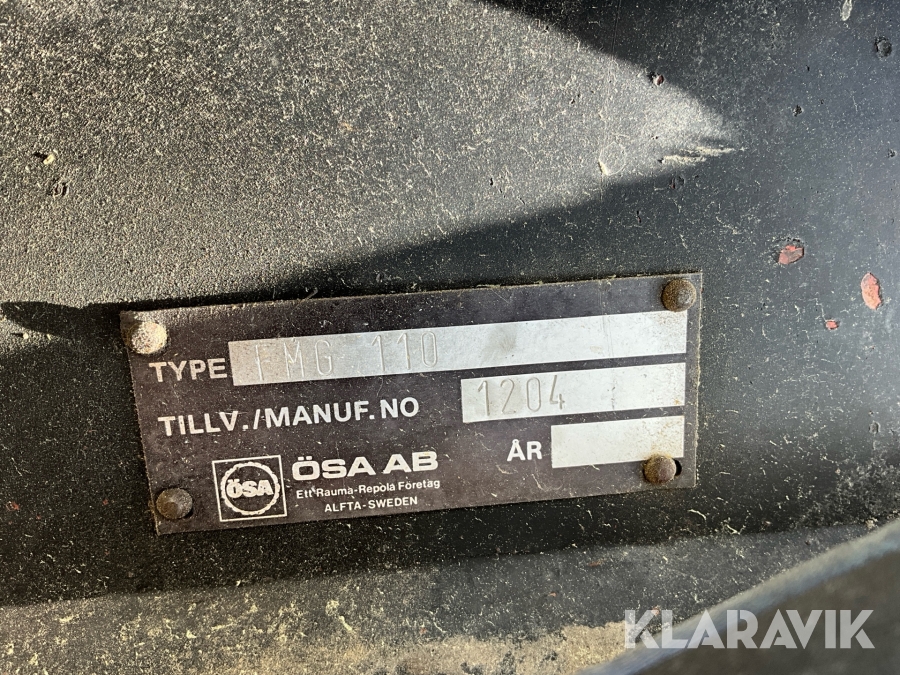 TYPE FMG 110
TILLV./MANUF. NO 1204
ÅR
ÖSA
ÖSA AB
Ett Rauma-Repola Företag
ALFTA-SWEDEN
KLARAVIK